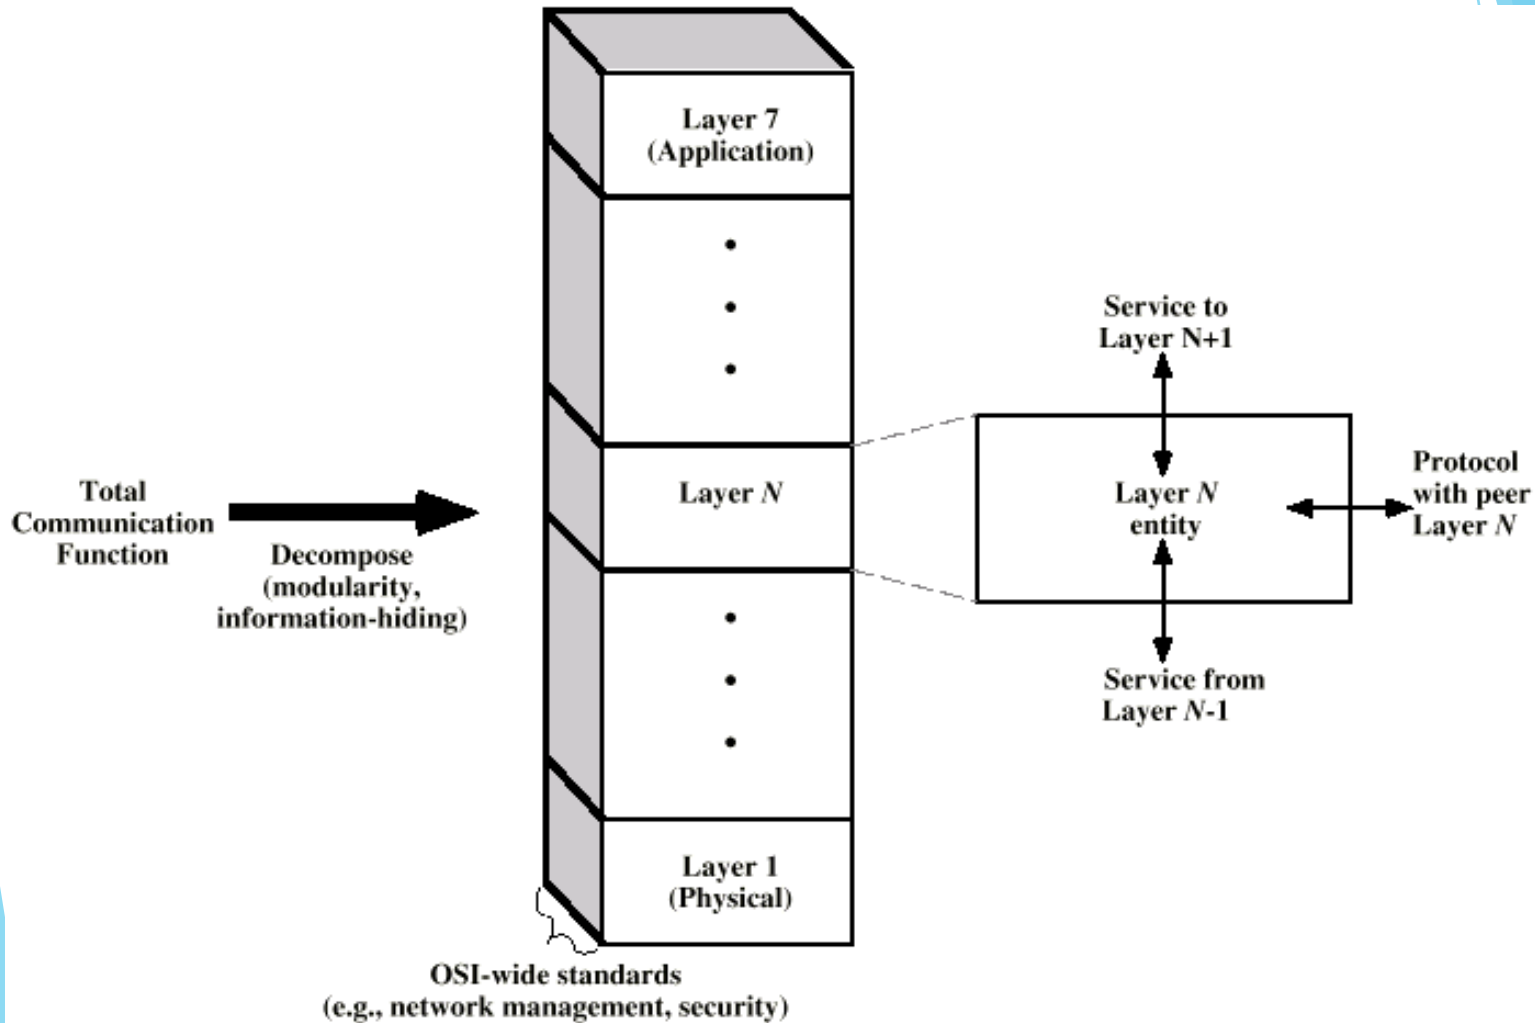 Layer 7
(Application)
Service to
Layer N+1
Total
Communication
Function
Decompose
(modularity,
information-hiding)
Layer N
Layer N
entity
Protocol
with peer
Layer N
Service from
Layer N-1
Layer 1
(Physical)
OSI-wide standards
(e.g., network management, security)